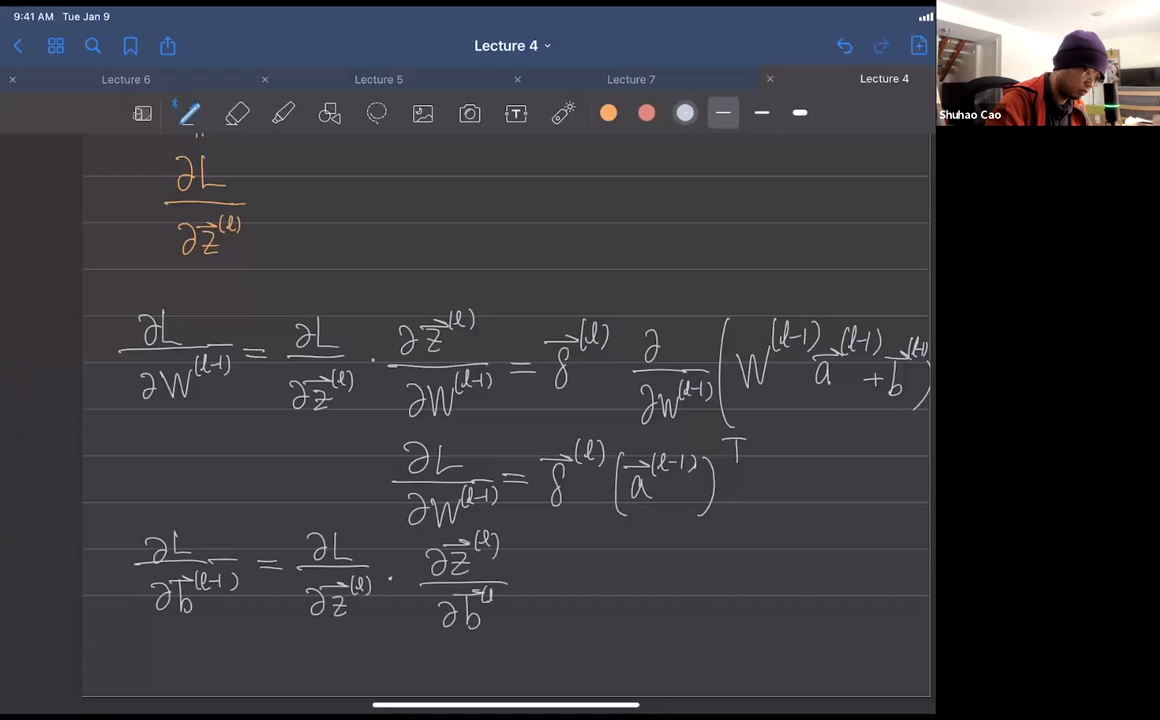 9:41 AM Tue Jan 9
Lecture 4
Lecture 6
Lecture 5
Lecture 7
Lecture 4
Shuhao Cao
∂L
∂z⃗^(l)
∂L/∂W^(l-1) = ∂L/∂z⃗^(l) · ∂z⃗^(l)/∂W^(l-1) = δ⃗^(l) ∂/∂W^(l-1) (W^(l-1) a⃗^(l-1) + b⃗^(l-1))
∂L/∂W^(l-1) = δ⃗^(l) (a⃗^(l-1))^T
∂L/∂b⃗^(l-1) = ∂L/∂z⃗^(l) · ∂z⃗^(l)/∂b⃗^(l